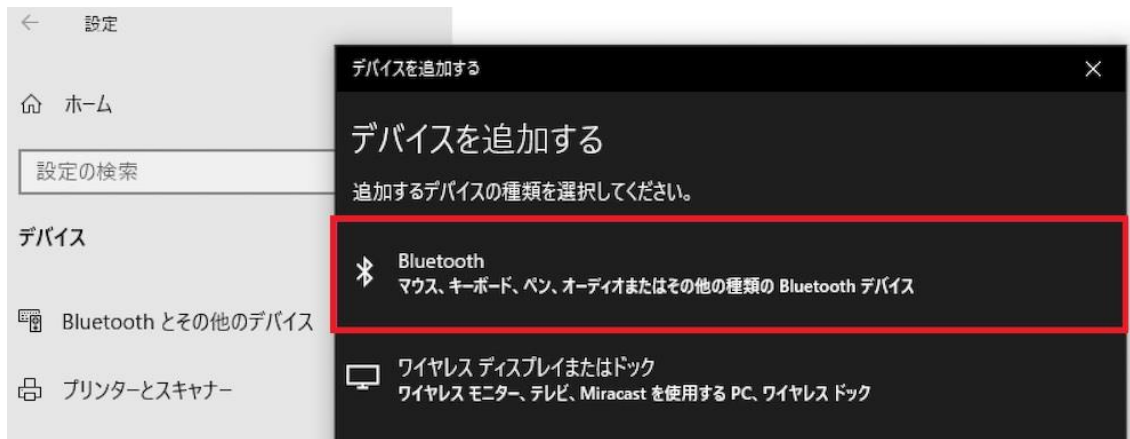 設定
ホーム
設定の検索
デバイス
Bluetooth とその他のデバイス
プリンターとスキャナー
デバイスを追加する
デバイスを追加する
追加するデバイスの種類を選択してください。
Bluetooth
マウス、キーボード、ペン、オーディオまたはその他の種類の Bluetooth デバイス
ワイヤレス ディスプレイまたはドック
ワイヤレス モニター、テレビ、Miracast を使用する PC、ワイヤレス ドック